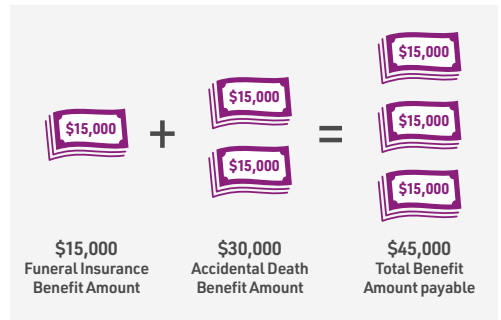 $15,000
$15,000
$15,000
$15,000
$15,000
$15,000
+
=
$15,000
Funeral Insurance
Benefit Amount
$30,000
Accidental Death
Benefit Amount
$45,000
Total Benefit
Amount payable